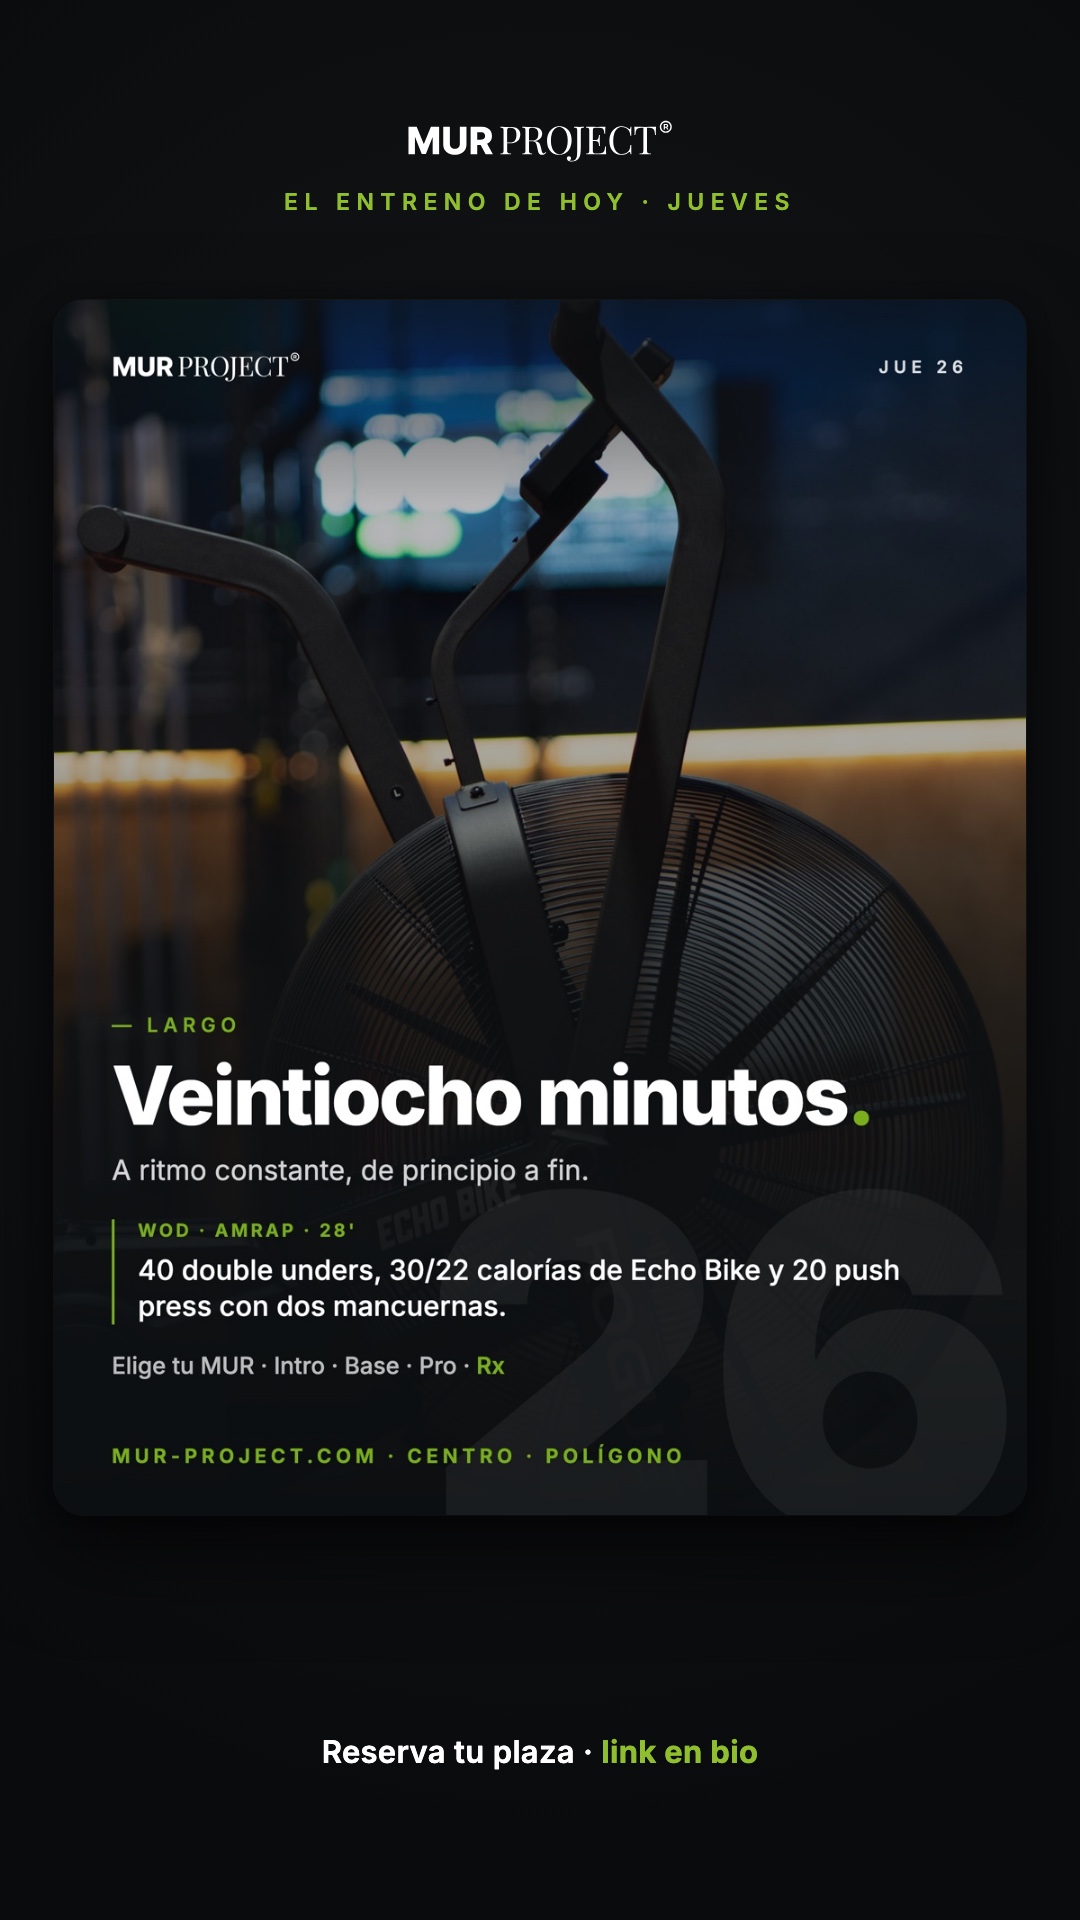 MUR PROJECT®
EL ENTRENO DE HOY · JUEVES
MUR PROJECT®
JUE 26
— LARGO
Veintiocho minutos.
A ritmo constante, de principio a fin.
ECHO BIKE
WOD · AMRAP · 28'
40 double unders, 30/22 calorías de Echo Bike y 20 push
press con dos mancuernas.
Elige tu MUR · Intro · Base · Pro · Rx
26
MUR-PROJECT.COM · CENTRO · POLÍGONO
Reserva tu plaza · link en bio